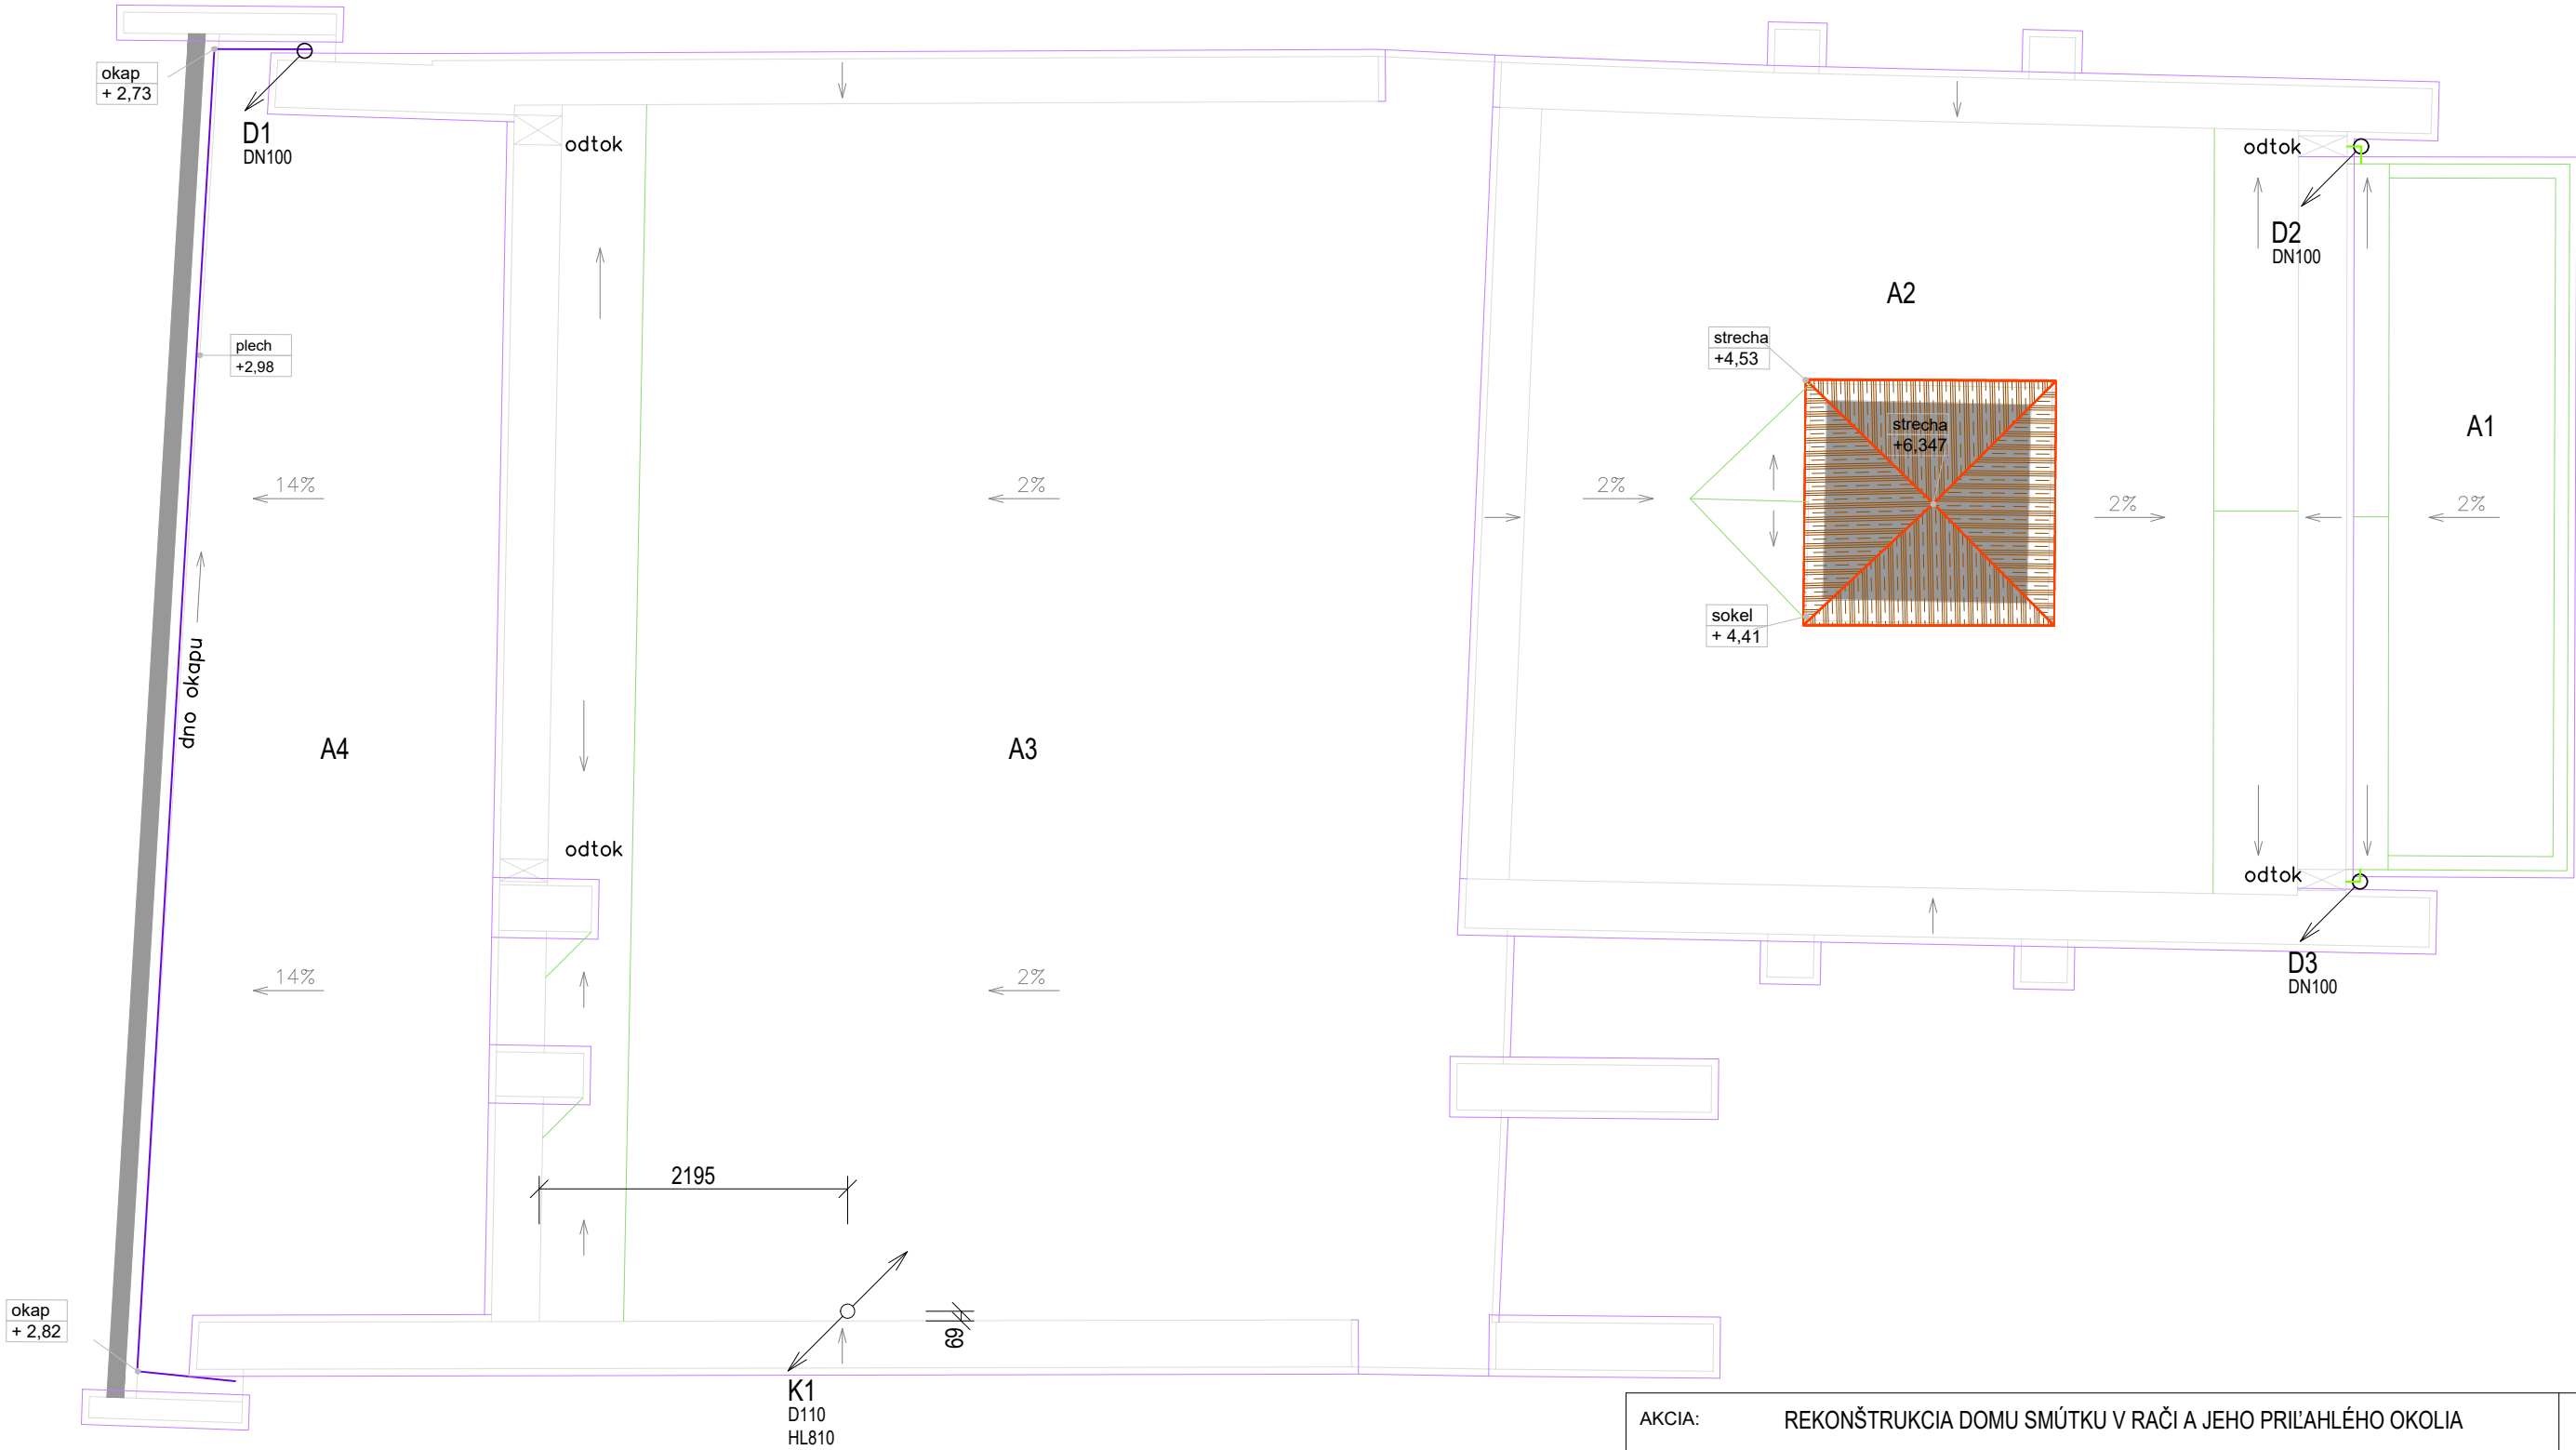 okap
+ 2,73
D1
DN100
odtok
odtok
D2
DN100
A2
strecha
+4,53
plech
+2,98
strecha
+6,347
A1
14%
2%
2%
2%
2%
sokel
+ 4,41
dno okapu
A4
A3
odtok
odtok
D3
DN100
14%
2%
2195
69
okap
+ 2,82
K1
D110
HL810
AKCIA: REKONŠTRUKCIA DOMU SMÚTKU V RAČI A JEHO PRIĽAHLÉHO OKOLIA